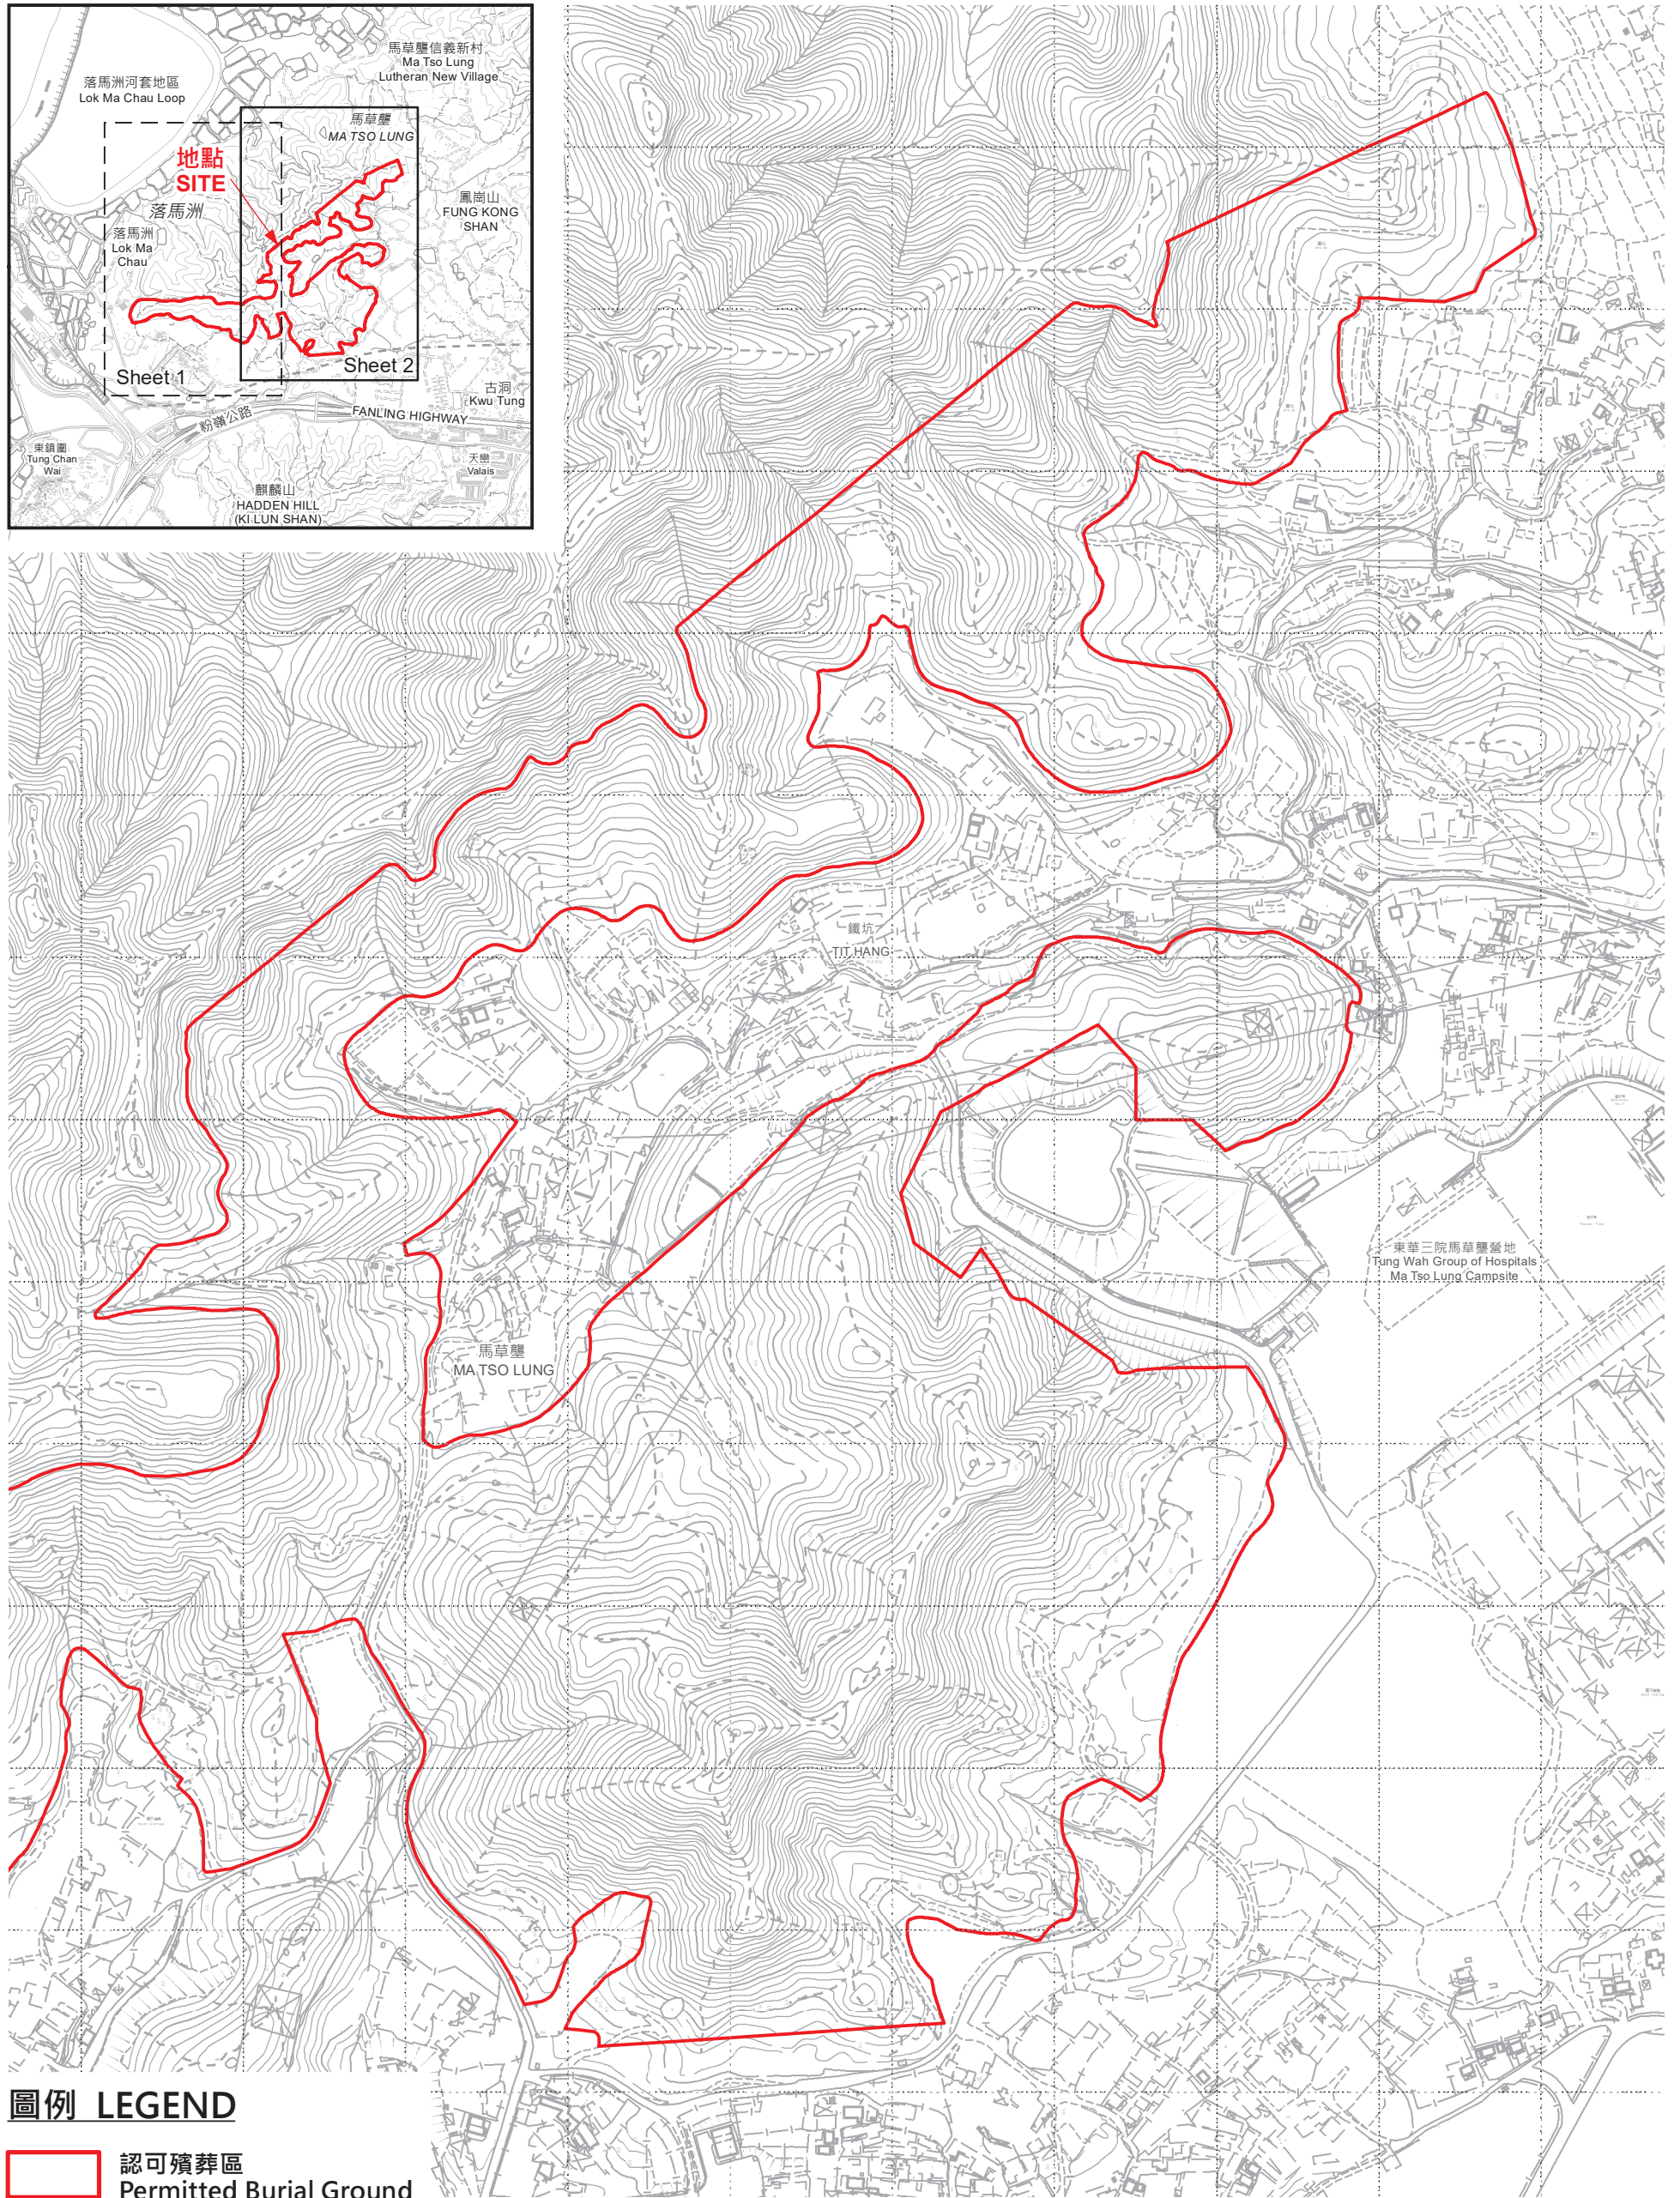 馬草壟信義新村
Ma Tso Lung
Lutheran New Village
落馬洲河套地區
Lok Ma Chau Loop
馬草壟
MA TSO LUNG
地點
SITE
落馬洲
鳳崗山
FUNG KONG
SHAN
落馬洲
Lok Ma
Chau
Sheet 1
Sheet 2
古洞
Kwu Tung
粉嶺公路
FANLING HIGHWAY
東鎮圍
Tung Chan
Wai
天巒
Valais
麒麟山
HADDEN HILL
(KI LUN SHAN)
鐵坑
TIT HANG
東華三院馬草壟營地
Tung Wah Group of Hospitals
Ma Tso Lung Campsite
馬草壟
MA TSO LUNG
圖例 LEGEND
認可殯葬區
Permitted Burial Ground